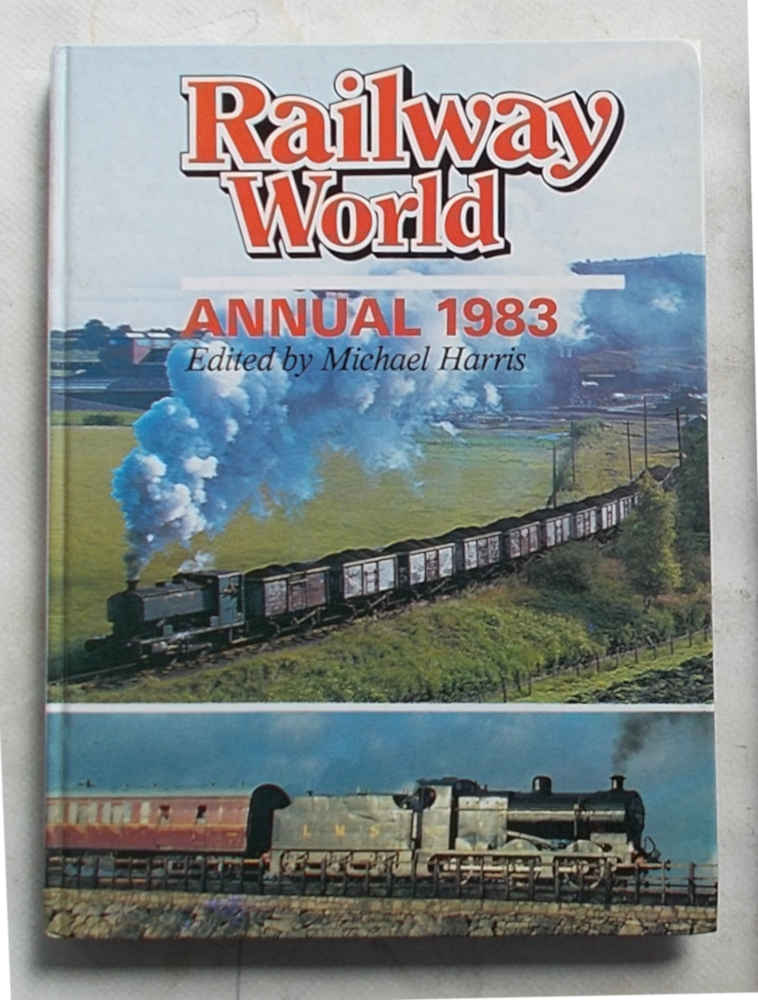 Railway
World
ANNUAL 1983
Edited by Michael Harris
L M S